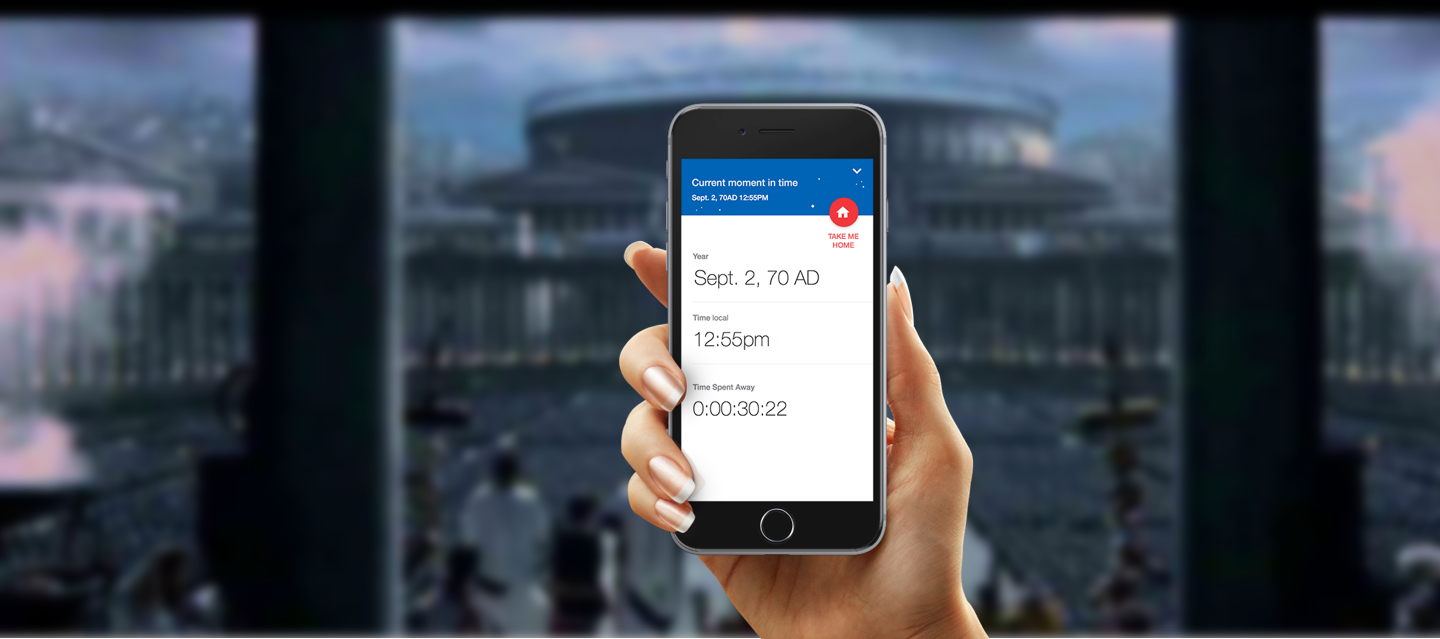 Current moment in time
Sept. 2, 70AD 12:55PM
TAKE ME
HOME
Year
Sept. 2, 70 AD
Time local
12:55pm
Time Spent Away
0:00:30:22